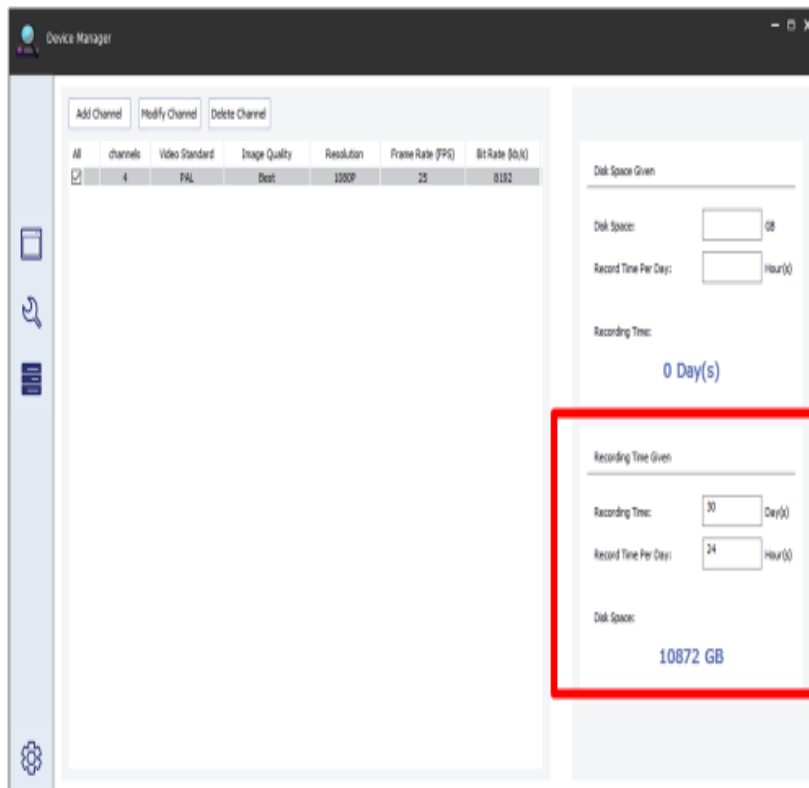 Device Manager
Add Channel Modify Channel Delete Channel
All channels Video Standard Image Quality Resolution Frame Rate (FPS) Bit Rate (kb/s)
4 PAL Best 1080P 25 8192
Disk Space Given
Disk Space: GB
Record Time Per Day: Hour(s)
Recording Time:
0 Day(s)
Recording Time Given
Recording Time: 30 Day(s)
Record Time Per Day: 24 Hour(s)
Disk Space:
10872 GB